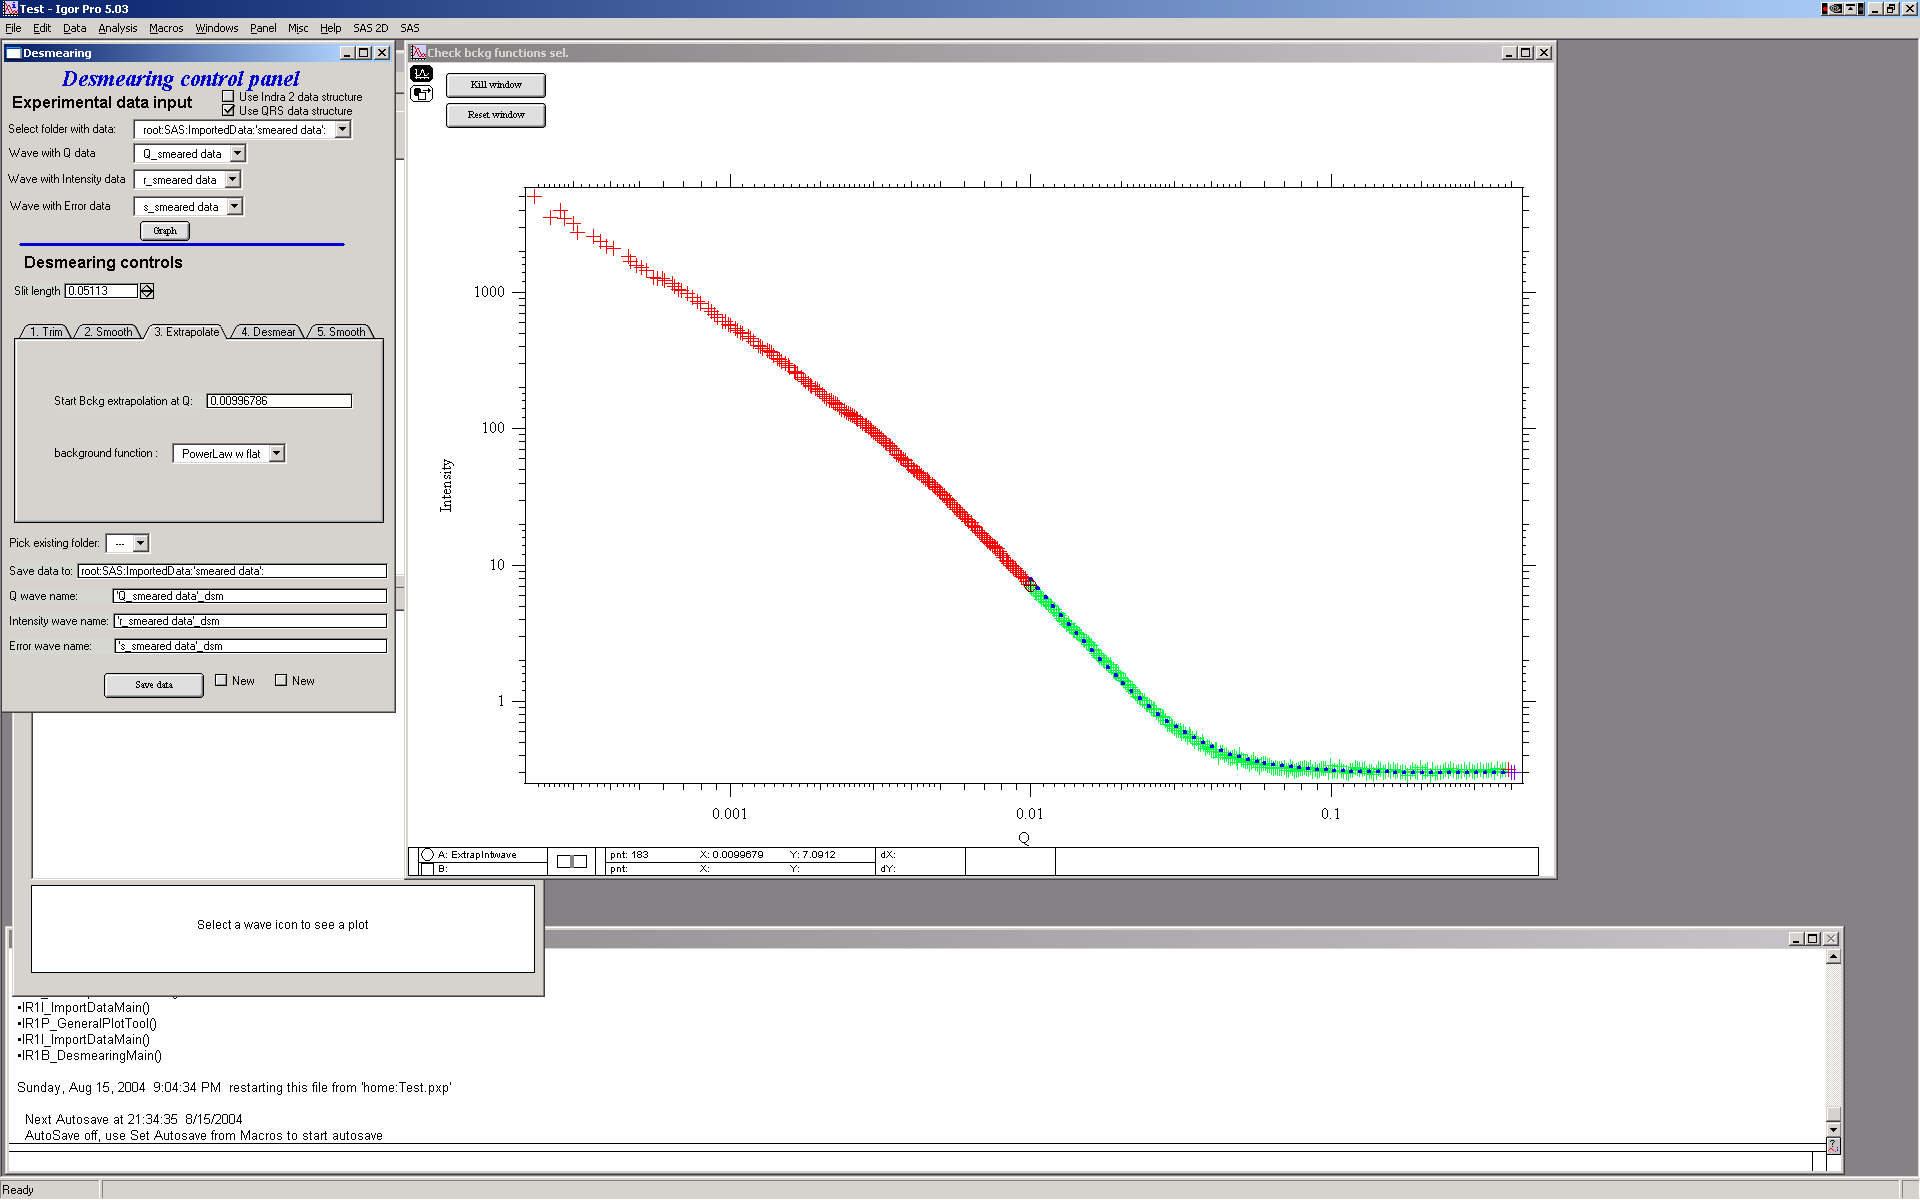 Test - Igor Pro 5.03
File Edit Data Analysis Macros Windows Panel Misc Help SAS 2D SAS
Desmearing
Desmearing control panel
Experimental data input
Use Indra 2 data structure
Use QRS data structure
Select folder with data: root:SAS:ImportedData:'smeared data':
Wave with Q data Q_smeared data
Wave with Intensity data r_smeared data
Wave with Error data s_smeared data
Graph
Desmearing controls
Slit length 0.05113
1. Trim 2. Smooth 3. Extrapolate 4. Desmear 5. Smooth
Start Bckg extrapolation at Q: 0.00996786
background function : PowerLaw w flat
Pick existing folder: ---
Save data to: root:SAS:ImportedData:'smeared data':
Q wave name: 'Q_smeared data'_dsm
Intensity wave name: 'r_smeared data'_dsm
Error wave name: 's_smeared data'_dsm
Save data New New
Check bckg functions sel.
Kill window
Reset window
1000
100
10
1
Intensity
0.001 0.01 0.1
Q
A: ExtrapIntwave pnt: 183 X: 0.0099679 Y: 7.0912 dX:
B: pnt: X: Y: dY:
Select a wave icon to see a plot
•IR1I_ImportDataMain()
•IR1P_GeneralPlotTool()
•IR1I_ImportDataMain()
•IR1B_DesmearingMain()
Sunday, Aug 15, 2004 9:04:34 PM restarting this file from 'home:Test.pxp'
Next Autosave at 21:34:35 8/15/2004
AutoSave off, use Set Autosave from Macros to start autosave
Ready